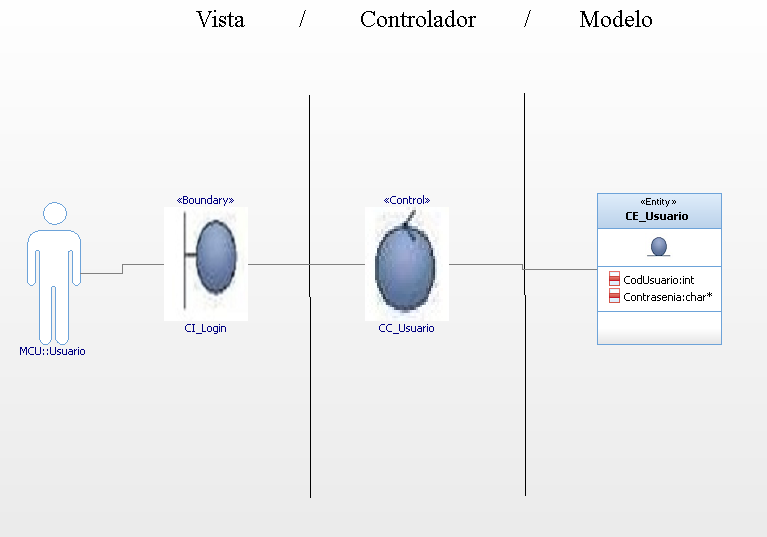 Vista / Controlador / Modelo
«Boundary»
«Control»
«Entity»
CE_Usuario
CodUsuario:int
Contrasenia:char*
CI_Login
CC_Usuario
MCU::Usuario